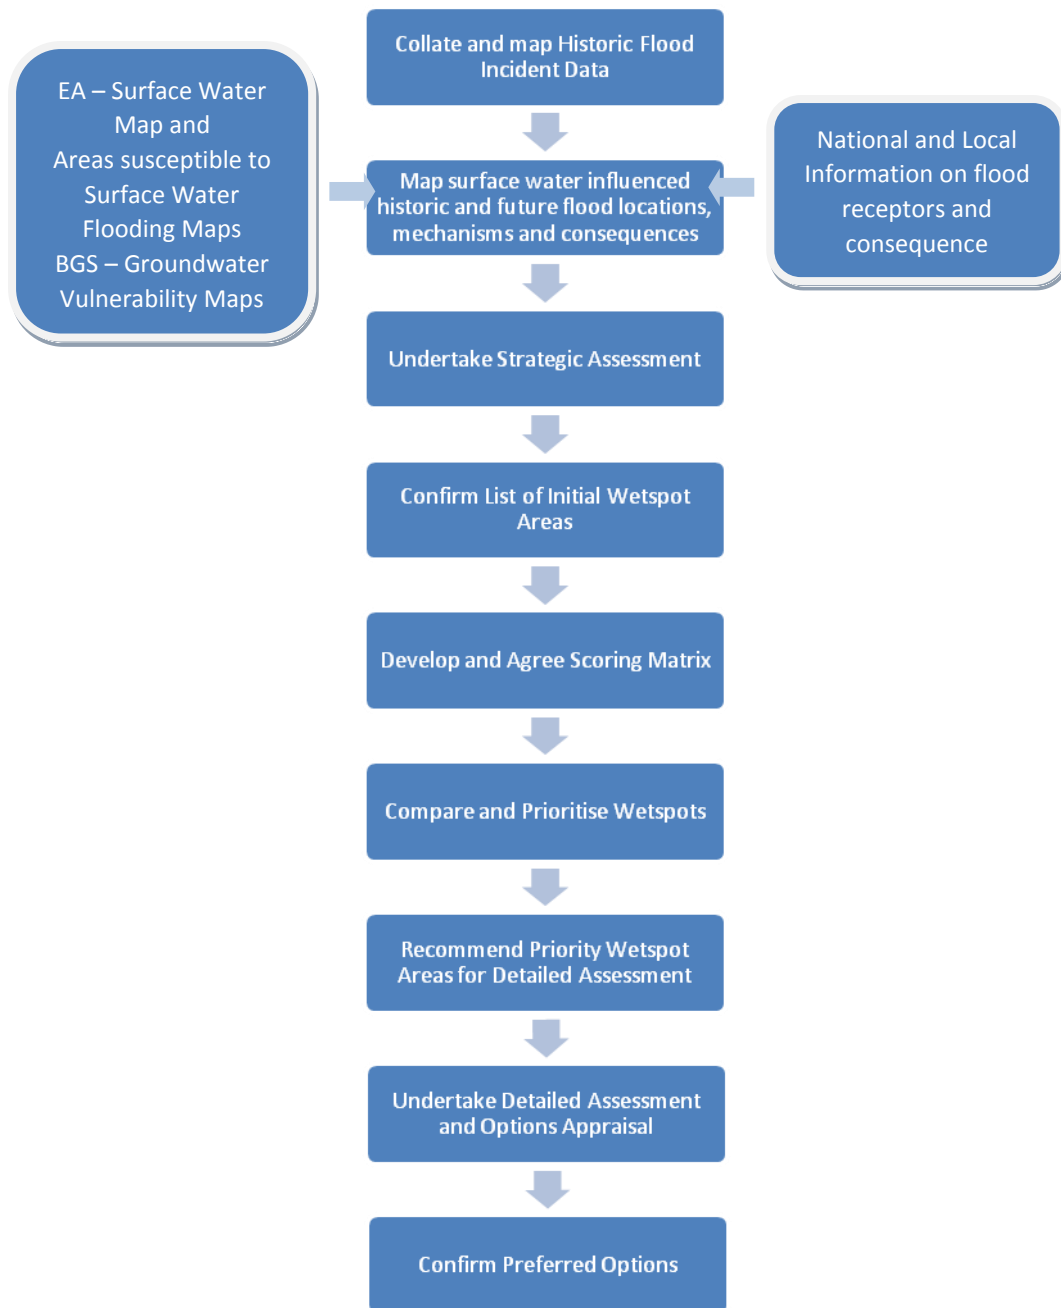 Collate and map Historic Flood
Incident Data
EA – Surface Water
Map and
Areas susceptible to
Surface Water
Flooding Maps
BGS – Groundwater
Vulnerability Maps
Map surface water influenced
historic and future flood locations,
mechanisms and consequences
National and Local
Information on flood
receptors and
consequence
Undertake Strategic Assessment
Confirm List of Initial Wetspot
Areas
Develop and Agree Scoring Matrix
Compare and Prioritise Wetspots
Recommend Priority Wetspot
Areas for Detailed Assessment
Undertake Detailed Assessment
and Options Appraisal
Confirm Preferred Options